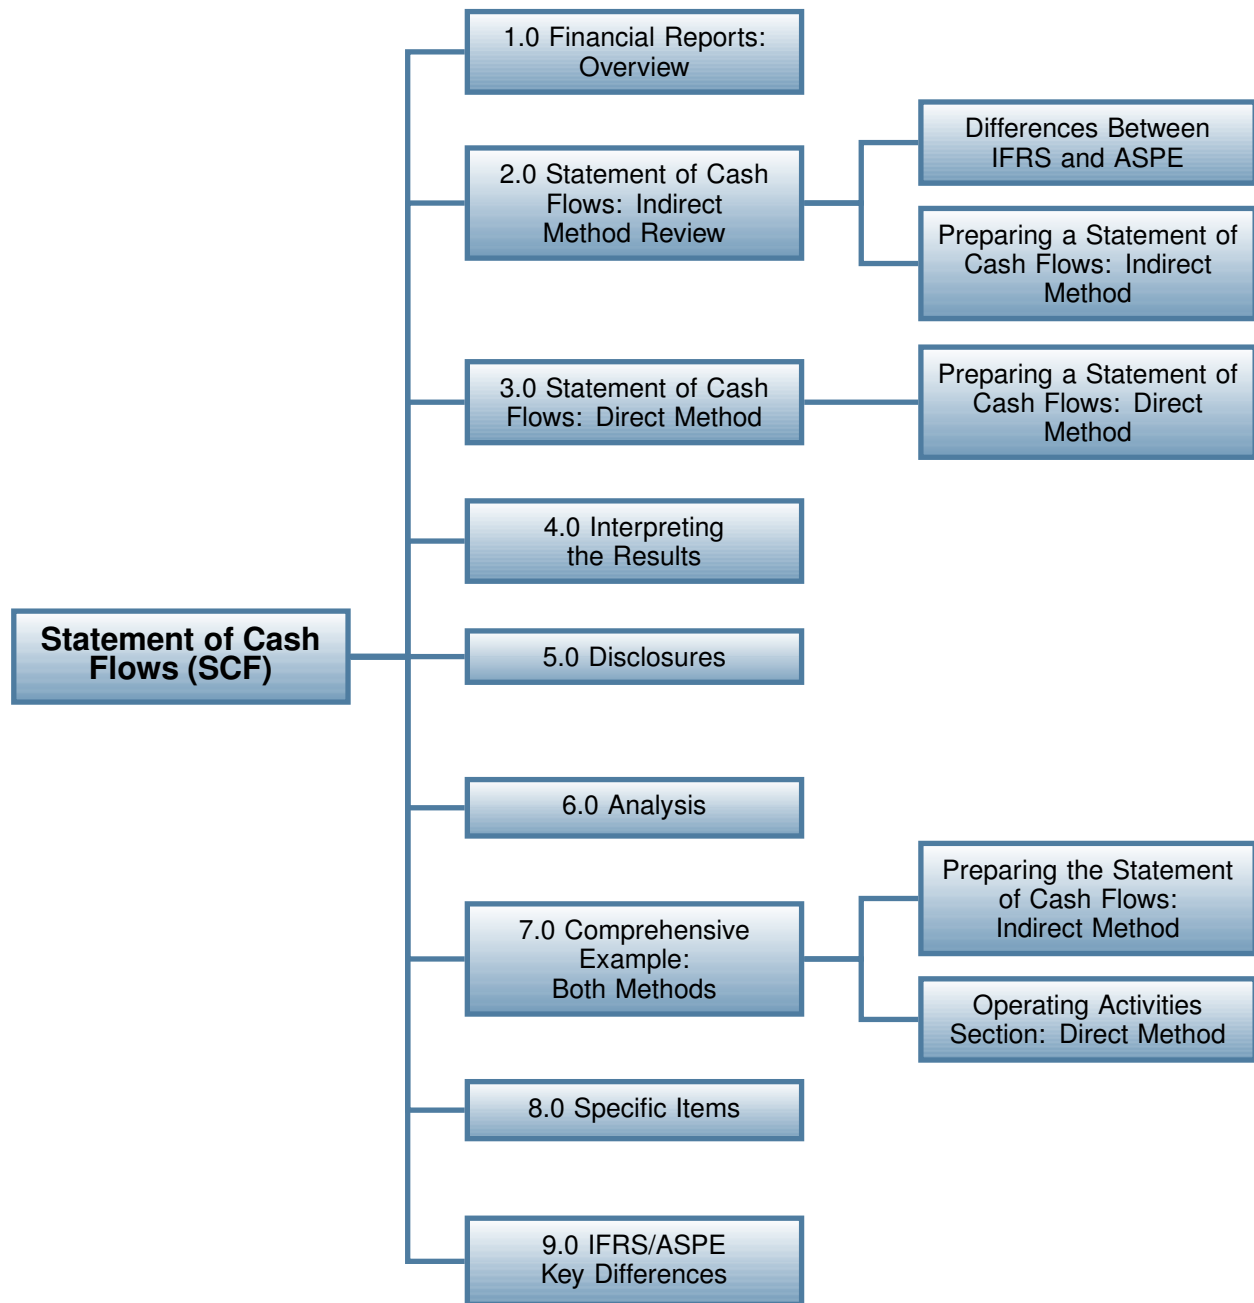 1.0 Financial Reports:
Overview
Differences Between
IFRS and ASPE
2.0 Statement of Cash
Flows: Indirect
Method Review
Preparing a Statement of
Cash Flows: Indirect
Method
3.0 Statement of Cash
Flows: Direct Method
Preparing a Statement of
Cash Flows: Direct
Method
4.0 Interpreting
the Results
Statement of Cash
Flows (SCF)
5.0 Disclosures
6.0 Analysis
Preparing the Statement
of Cash Flows:
Indirect Method
7.0 Comprehensive
Example:
Both Methods
Operating Activities
Section: Direct Method
8.0 Specific Items
9.0 IFRS/ASPE
Key Differences